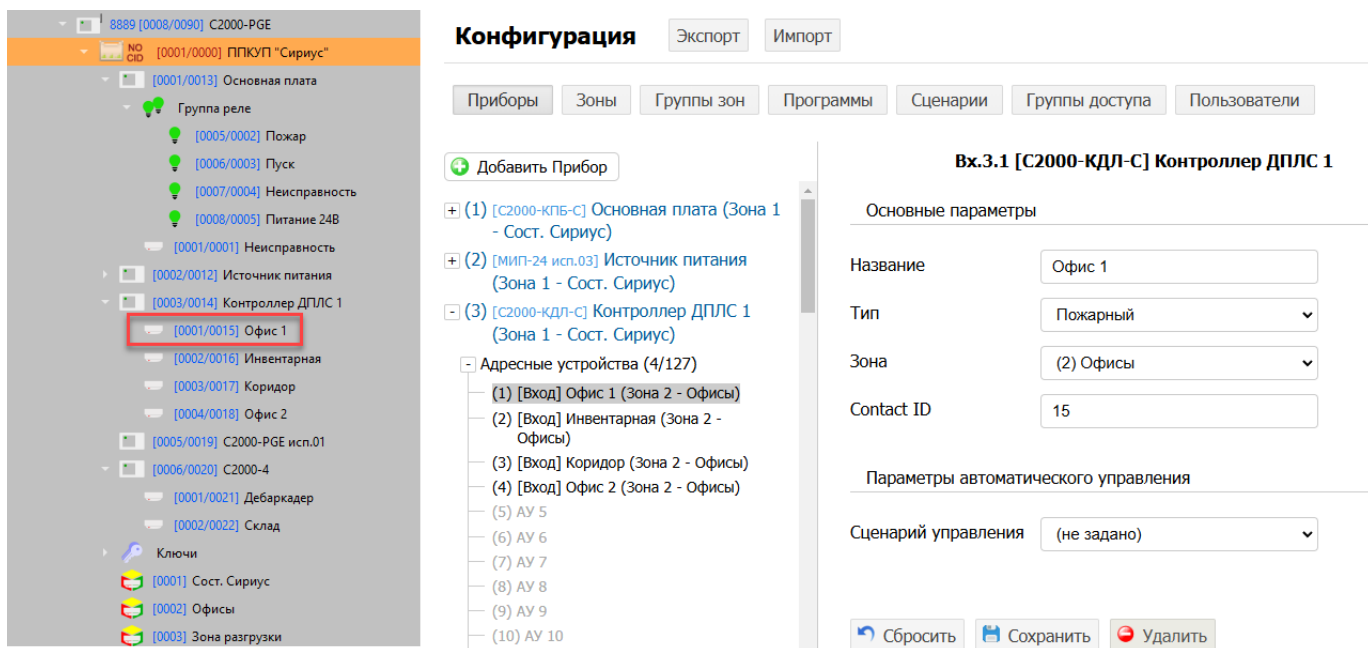 8889 [0008/0090] С2000-PGE
NO
CID
[0001/0000] ППКУП "Сириус"
[0001/0013] Основная плата
Группа реле
[0005/0002] Пожар
[0006/0003] Пуск
[0007/0004] Неисправность
[0008/0005] Питание 24В
[0001/0001] Неисправность
[0002/0012] Источник питания
[0003/0014] Контроллер ДПЛС 1
[0001/0015] Офис 1
[0002/0016] Инвентарная
[0003/0017] Коридор
[0004/0018] Офис 2
[0005/0019] С2000-PGE исп.01
[0006/0020] С2000-4
[0001/0021] Дебаркадер
[0002/0022] Склад
Ключи
[0001] Сост. Сириус
[0002] Офисы
[0003] Зона разгрузки
Конфигурация Экспорт Импорт
Приборы Зоны Группы зон Программы Сценарии Группы доступа Пользователи
Добавить Прибор
+ (1) [С2000-КПБ-С] Основная плата (Зона 1
- Сост. Сириус)
+ (2) [МИП-24 исп.03] Источник питания
(Зона 1 - Сост. Сириус)
- (3) [С2000-КДЛ-С] Контроллер ДПЛС 1
(Зона 1 - Сост. Сириус)
- Адресные устройства (4/127)
(1) [Вход] Офис 1 (Зона 2 - Офисы)
(2) [Вход] Инвентарная (Зона 2 -
Офисы)
(3) [Вход] Коридор (Зона 2 - Офисы)
(4) [Вход] Офис 2 (Зона 2 - Офисы)
(5) АУ 5
(6) АУ 6
(7) АУ 7
(8) АУ 8
(9) АУ 9
(10) АУ 10
Вх.3.1 [С2000-КДЛ-С] Контроллер ДПЛС 1
Основные параметры
Название Офис 1
Тип Пожарный
Зона (2) Офисы
Contact ID 15
Параметры автоматического управления
Сценарий управления (не задано)
Сбросить Сохранить Удалить